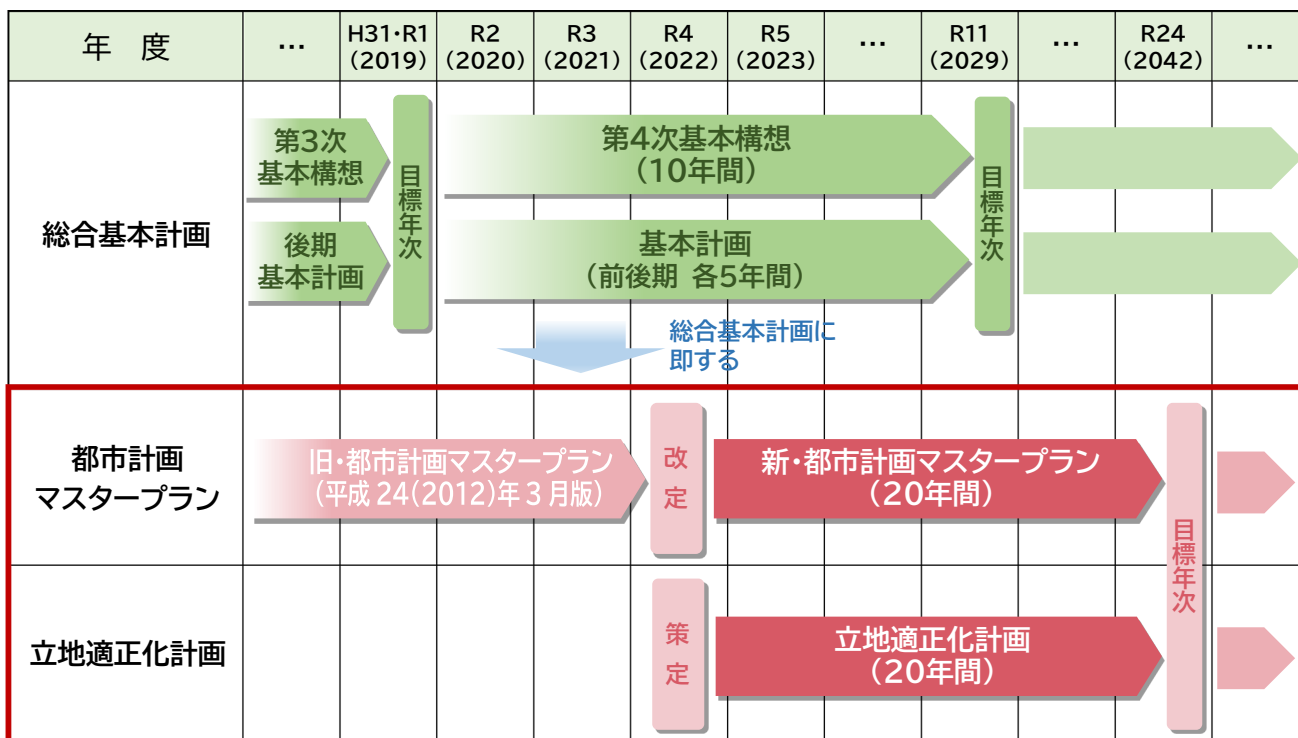 年　度
…
H31・R1
(2019)
R2
(2020)
R3
(2021)
R4
(2022)
R5
(2023)
…
R11
(2029)
…
R24
(2042)
…
総合基本計画
第3次
基本構想
後期
基本計画
目標年次
第4次基本構想
（10年間）
基本計画
（前後期 各5年間）
目標年次
総合基本計画に
即する
都市計画
マスタープラン
旧・都市計画マスタープラン
（平成24(2012)年3月版）
改定
新・都市計画マスタープラン
（20年間）
目標年次
立地適正化計画
策定
立地適正化計画
（20年間）